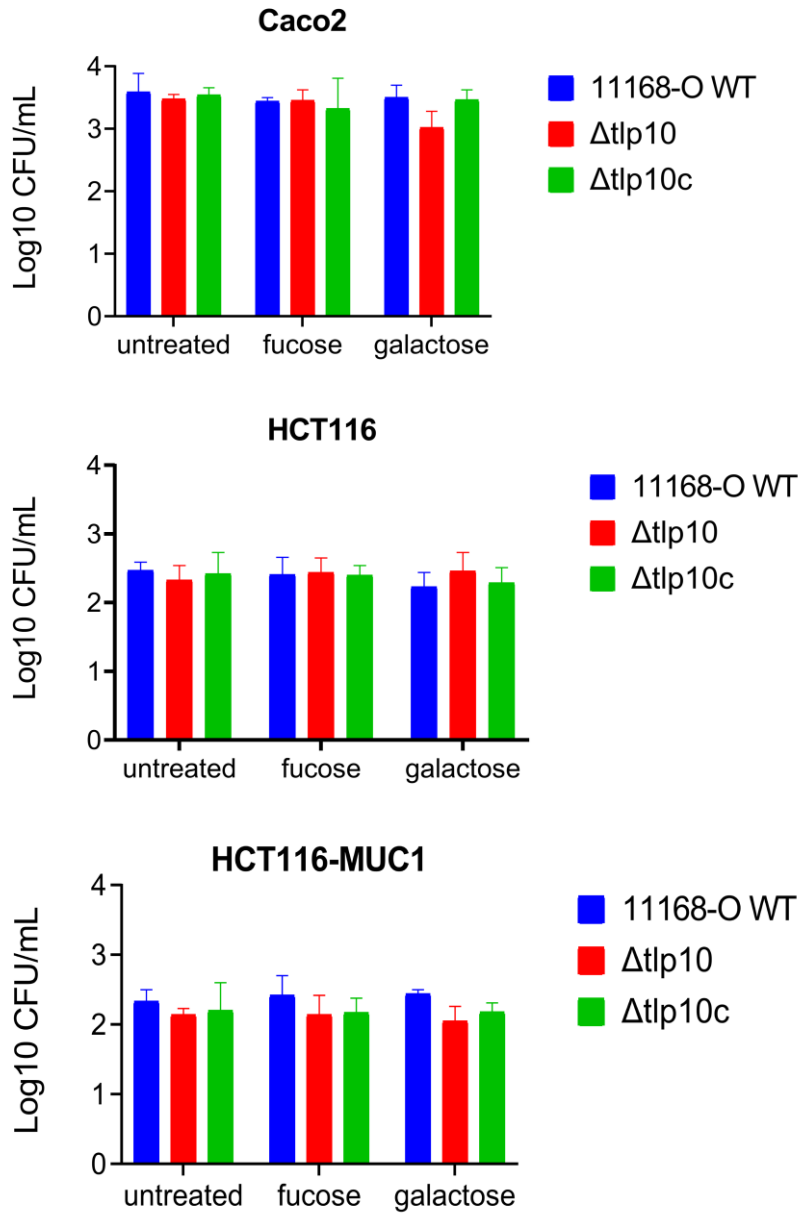 Caco2
Log10 CFU/mL
4
3
2
1
0
untreated fucose galactose
11168-O WT
Δtlp10
Δtlp10c
HCT116
Log10 CFU/mL
4
3
2
1
0
untreated fucose galactose
11168-O WT
Δtlp10
Δtlp10c
HCT116-MUC1
Log10 CFU/mL
4
3
2
1
0
untreated fucose galactose
11168-O WT
Δtlp10
Δtlp10c